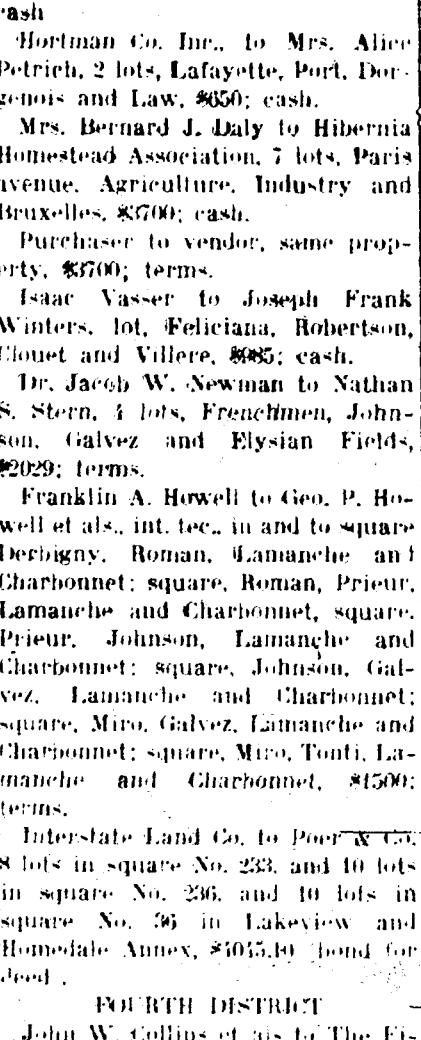 cash
Hortman Co. Inc., to Mrs. Alice
Petrich, 2 lots, Lafayette, Port, Dor-
genois and Law, $650; cash.
Mrs. Bernard J. Daly to Hibernia
Homestead Association, 7 lots, Paris
avenue, Agriculture, Industry and
Bruxelles, $3700; cash.
Purchaser to vendor, same prop-
erty, $3700; terms.
Isaac Vasser to Joseph Frank
Winters, lot, Feliciana, Robertson,
Clouet and Villere, $985; cash.
Dr. Jacob W. Newman to Nathan
S. Stern, 4 lots, Frenchmen, John-
son, Galvez and Elysian Fields,
$2029; terms.
Franklin A. Howell to Geo. P. Ho-
well et als., int. tec., in and to square
Derbigny, Roman, Lamanche and
Charbonnet; square, Roman, Prieur,
Lamanche and Charbonnet, square,
Prieur, Johnson, Lamanche and
Charbonnet; square, Johnson, Gal-
vez, Lamanche and Charbonnet;
square, Miro, Galvez, Lamanche and
Charbonnet; square, Miro, Tonti, La-
manche and Charbonnet, $1500;
terms.
Interstate Land Co. to Poer & Co.
8 lots in square No. 233, and 10 lots
in square No. 236, and 10 lots in
square No. 36 in Lakeview and
Homedale Annex, bond for
deed.
FOURTH DISTRICT
John W. Collins et als to The Ei-